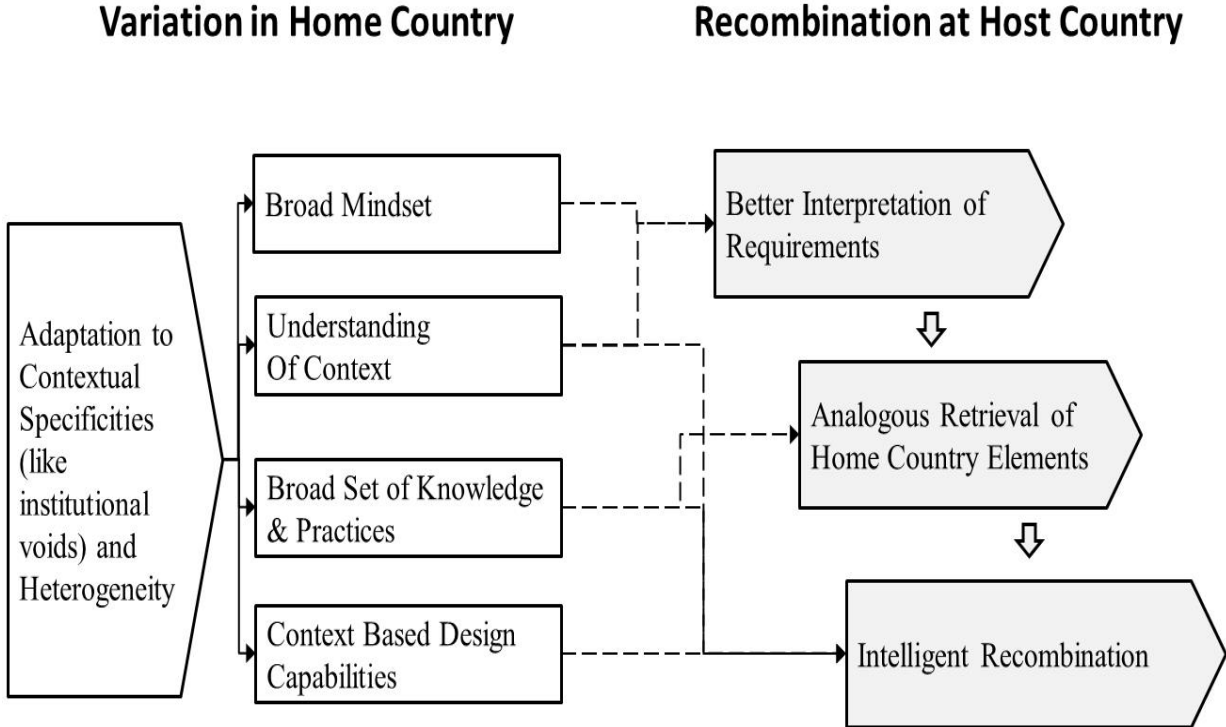 Variation in Home Country
Recombination at Host Country
Adaptation to
Contextual
Specificities
(like
institutional
voids) and
Heterogeneity
Broad Mindset
Understanding
Of Context
Broad Set of Knowledge
& Practices
Context Based Design
Capabilities
Better Interpretation of
Requirements
Analogous Retrieval of
Home Country Elements
Intelligent Recombination